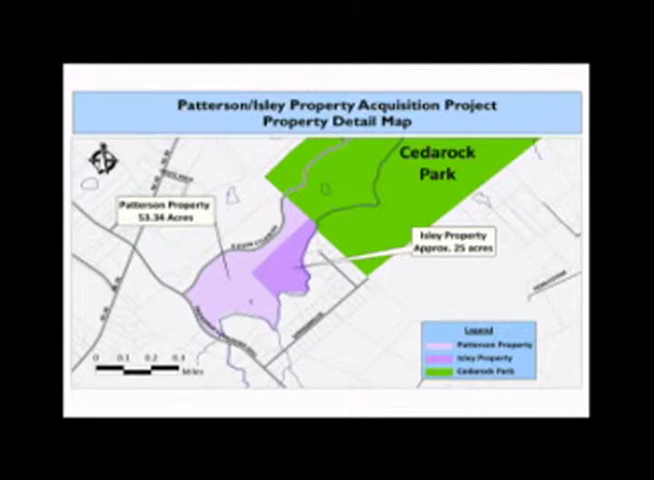 Patterson/Isley Property Acquisition Project
Property Detail Map
Cedarock
Park
Patterson Property
53.34 Acres
Isley Property
Approx. 25 acres
Legend
Patterson Property
Isley Property
Cedarock Park
0 0.1 0.2 0.3
Miles